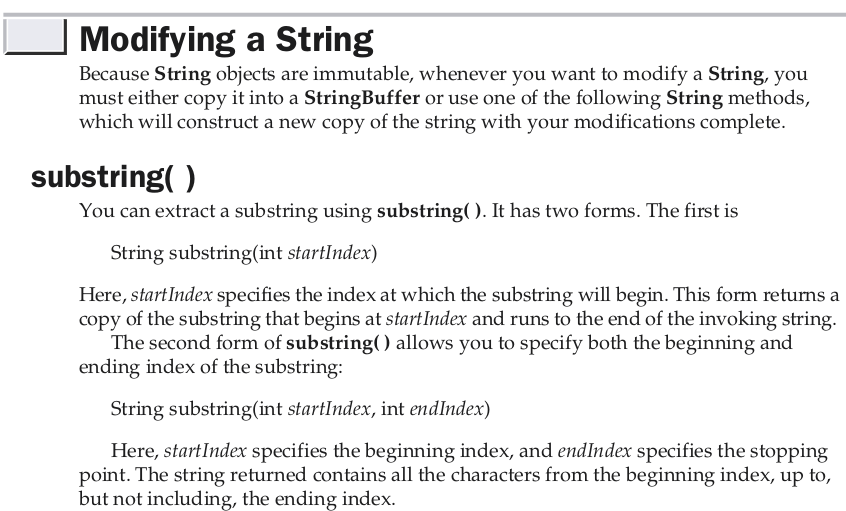 Modifying a String
Because String objects are immutable, whenever you want to modify a String, you
must either copy it into a StringBuffer or use one of the following String methods,
which will construct a new copy of the string with your modifications complete.
substring( )
You can extract a substring using substring( ). It has two forms. The first is
String substring(int startIndex)
Here, startIndex specifies the index at which the substring will begin. This form returns a
copy of the substring that begins at startIndex and runs to the end of the invoking string.
The second form of substring( ) allows you to specify both the beginning and
ending index of the substring:
String substring(int startIndex, int endIndex)
Here, startIndex specifies the beginning index, and endIndex specifies the stopping
point. The string returned contains all the characters from the beginning index, up to,
but not including, the ending index.